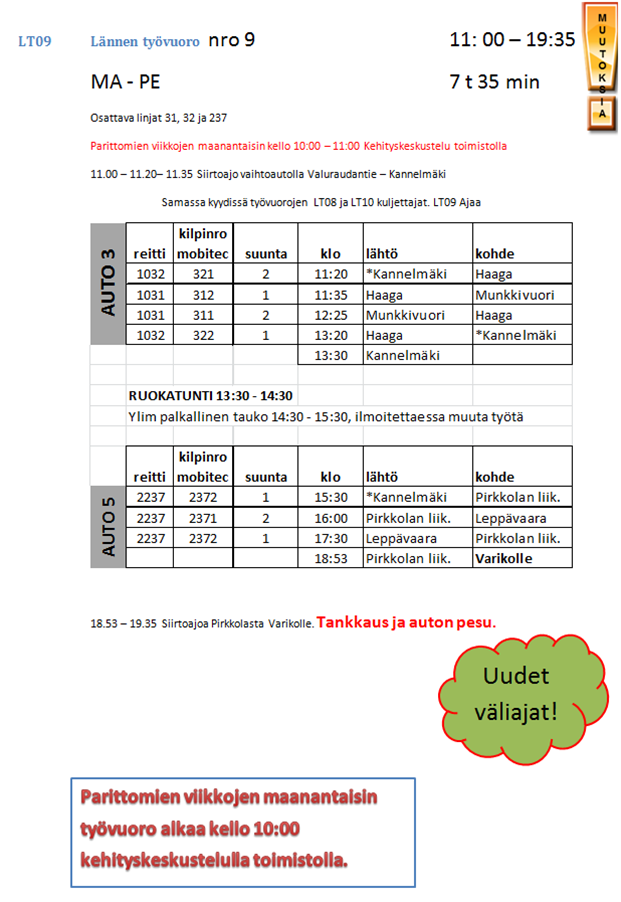 LT09 Lännen työvuoro nro 9 11: 00 – 19:35
MUUTOKSIA
MA - PE 7 t 35 min
Osattava linjat 31, 32 ja 237
Parittomien viikkojen maanantaisin kello 10:00 – 11:00 Kehityskeskustelu toimistolla
11.00 – 11.20– 11.35 Siirtoajo vaihtoautolla Valuraudantie – Kannelmäki
Samassa kyydissä työvuorojen LT08 ja LT10 kuljettajat. LT09 Ajaa
AUTO 3
kilpinro
reitti mobitec suunta klo lähtö kohde
1032 321 2 11:20 *Kannelmäki Haaga
1031 312 1 11:35 Haaga Munkkivuori
1031 311 2 12:25 Munkkivuori Haaga
1032 322 1 13:20 Haaga *Kannelmäki
13:30 Kannelmäki
RUOKATUNTI 13:30 - 14:30
Ylim palkallinen tauko 14:30 - 15:30, ilmoitettaessa muuta työtä
kilpinro
reitti mobitec suunta klo lähtö kohde
AUTO 5
2237 2372 1 15:30 *Kannelmäki Pirkkolan liik.
2237 2371 2 16:00 Pirkkolan liik. Leppävaara
2237 2372 1 17:30 Leppävaara Pirkkolan liik.
18:53 Pirkkolan liik. Varikolle
18.53 – 19.35 Siirtoajoa Pirkkolasta Varikolle. Tankkaus ja auton pesu.
Uudet
väliajat!
Parittomien viikkojen maanantaisin
työvuoro alkaa kello 10:00
kehityskeskustelulla toimistolla.